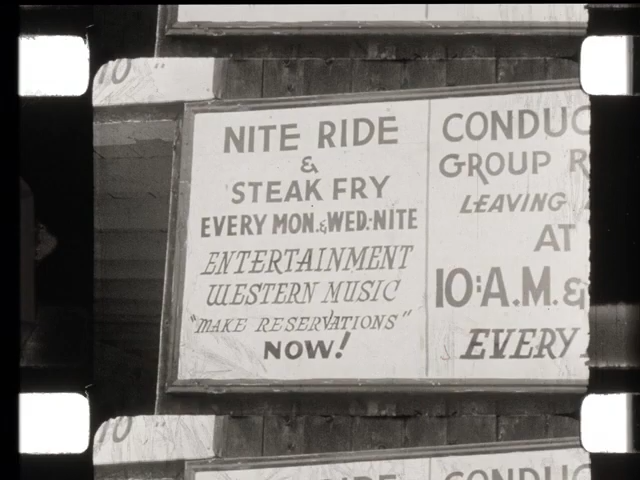 NITE RIDE
&
STEAK FRY
EVERY MON. & WED. NITE
ENTERTAINMENT
WESTERN MUSIC
"MAKE RESERVATIONS"
NOW!
CONDUC
GROUP R
LEAVING
AT
10:A.M. &
EVERY